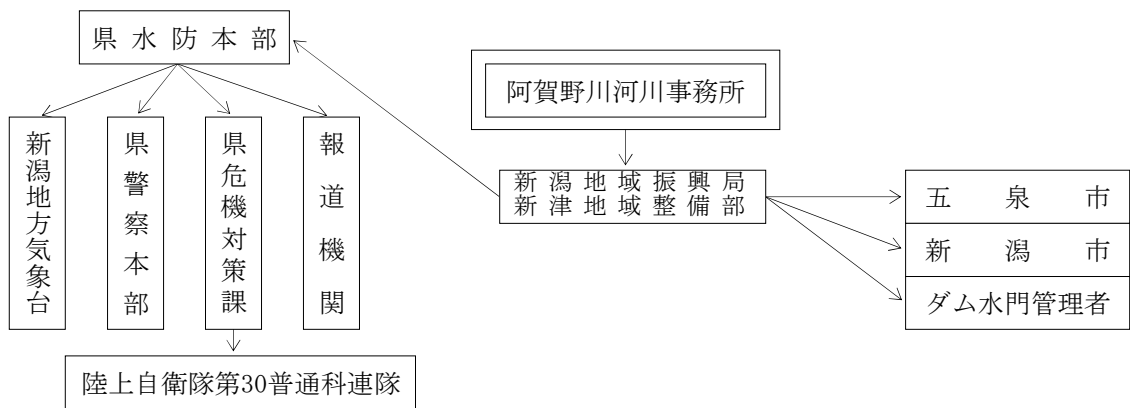 県水防本部
阿賀野川河川事務所
新潟地方気象台
県警察本部
県危機対策課
報道機関
新潟地域振興局
新津地域整備部
五泉市
新潟市
ダム水門管理者
陸上自衛隊第30普通科連隊